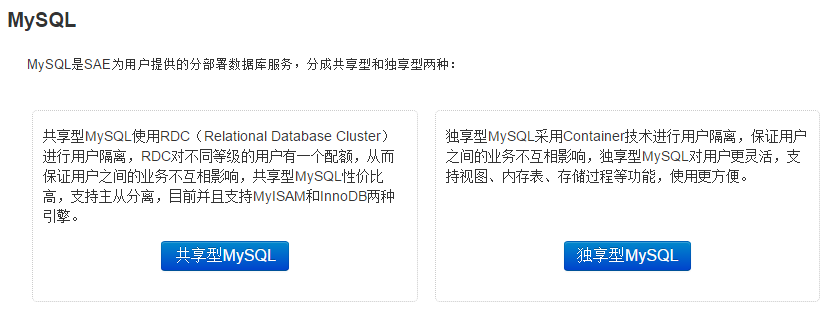 MySQL
MySQL是SAE为用户提供的分部署数据库服务，分成共享型和独享型两种：
共享型MySQL使用RDC（Relational Database Cluster）
进行用户隔离，RDC对不同等级的用户有一个配额，从而
保证用户之间的业务不互相影响，共享型MySQL性价比
高，支持主从分离，目前并且支持MyISAM和InnoDB两种
引擎。
共享型MySQL
独享型MySQL采用Container技术进行用户隔离，保证用户
之间的业务不互相影响，独享型MySQL对用户更灵活，支
持视图、内存表、存储过程等功能，使用更方便。
独享型MySQL